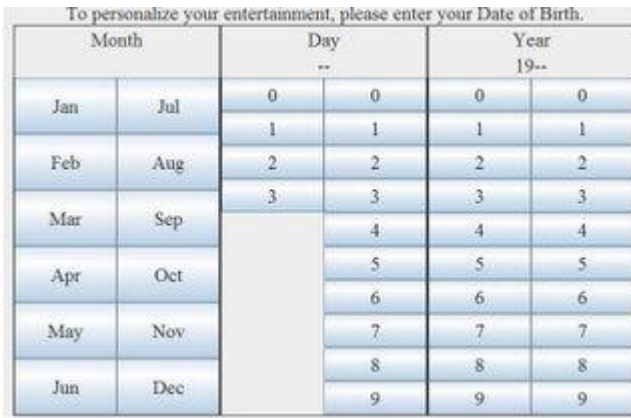 To personalize your entertainment, please enter your Date of Birth.
Month Day Year
-- 19--
Jan Jul 0 0 0 0
1 1 1 1
Feb Aug 2 2 2 2
3 3 3 3
Mar Sep 4 4 4
Apr Oct 5 5 5
6 6 6
May Nov 7 7 7
8 8 8
Jun Dec 9 9 9